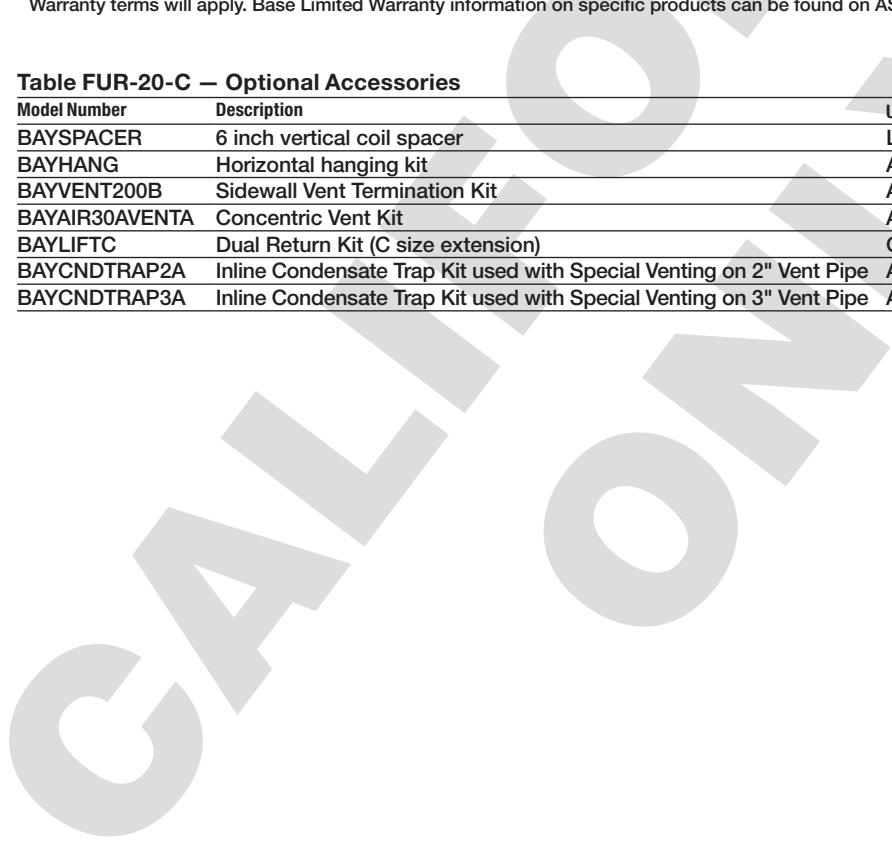 Warranty terms will apply. Base Limited Warranty information on specific products can be found on
Table FUR-20-C — Optional Accessories
Model Number Description
BAYSPACER 6 inch vertical coil spacer
BAYHANG Horizontal hanging kit
BAYVENT200B Sidewall Vent Termination Kit
BAYAIR30AVENTA Concentric Vent Kit
BAYLIFTC Dual Return Kit (C size extension)
BAYCNDTRAP2A Inline Condensate Trap Kit used with Special Venting on 2" Vent Pipe
BAYCNDTRAP3A Inline Condensate Trap Kit used with Special Venting on 3" Vent Pipe